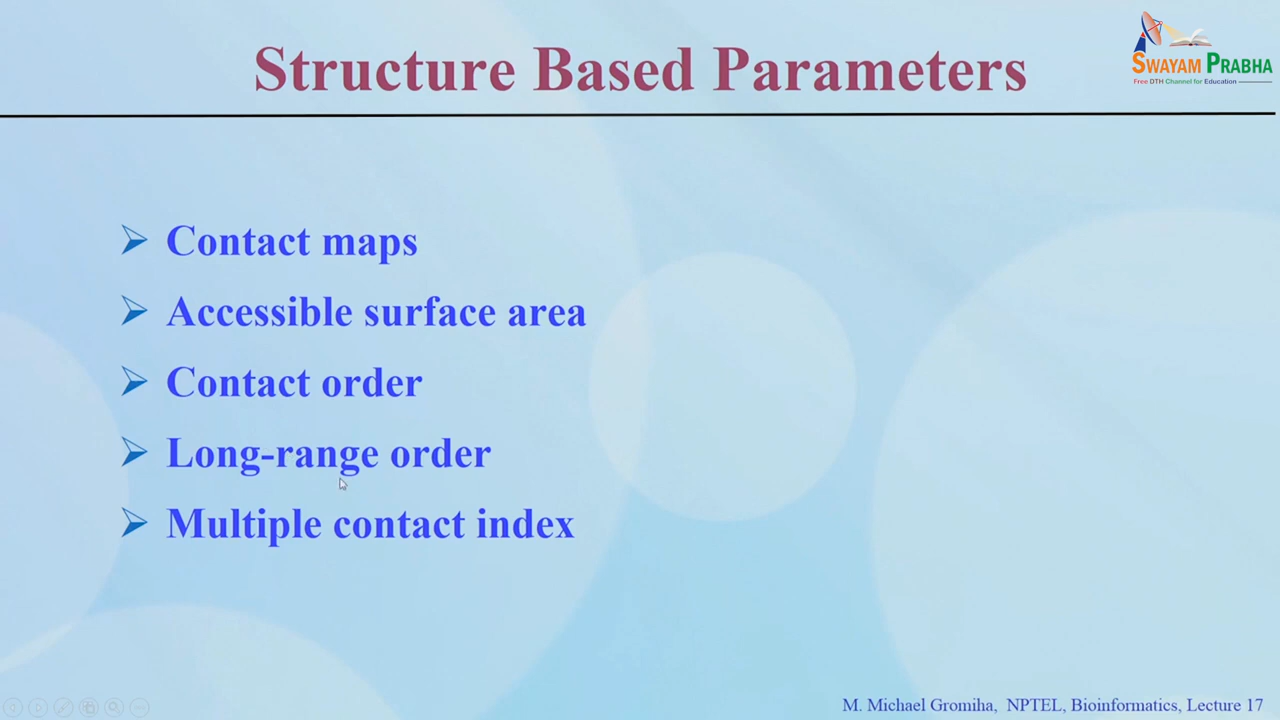 Structure Based Parameters
SWAYAM PRABHA
Free DTH Channel for Education
Contact maps
Accessible surface area
Contact order
Long-range order
Multiple contact index
M. Michael Gromiha, NPTEL, Bioinformatics, Lecture 17